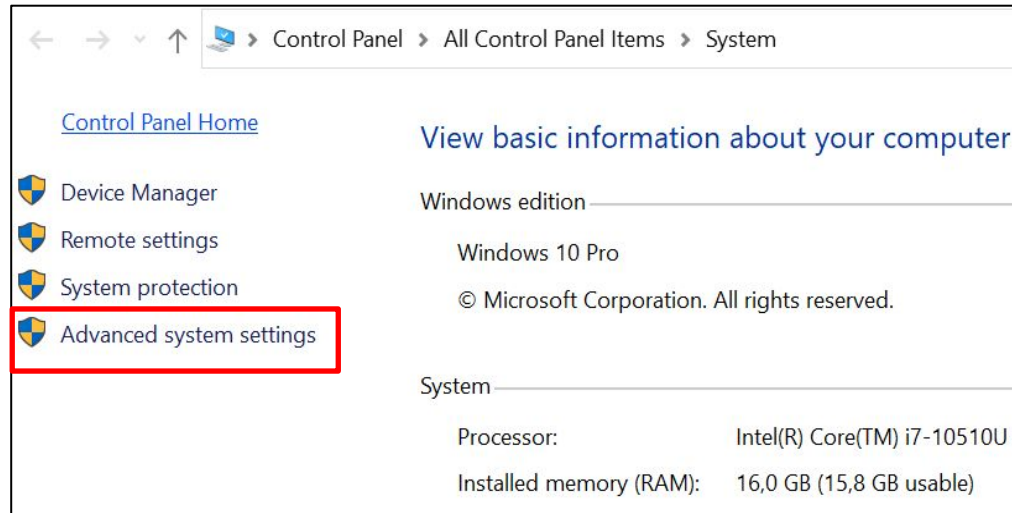 Control Panel > All Control Panel Items > System
Control Panel Home
View basic information about your computer
Device Manager
Windows edition
Remote settings
Windows 10 Pro
System protection
© Microsoft Corporation. All rights reserved.
Advanced system settings
System
Processor: Intel(R) Core(TM) i7-10510U
Installed memory (RAM): 16,0 GB (15,8 GB usable)